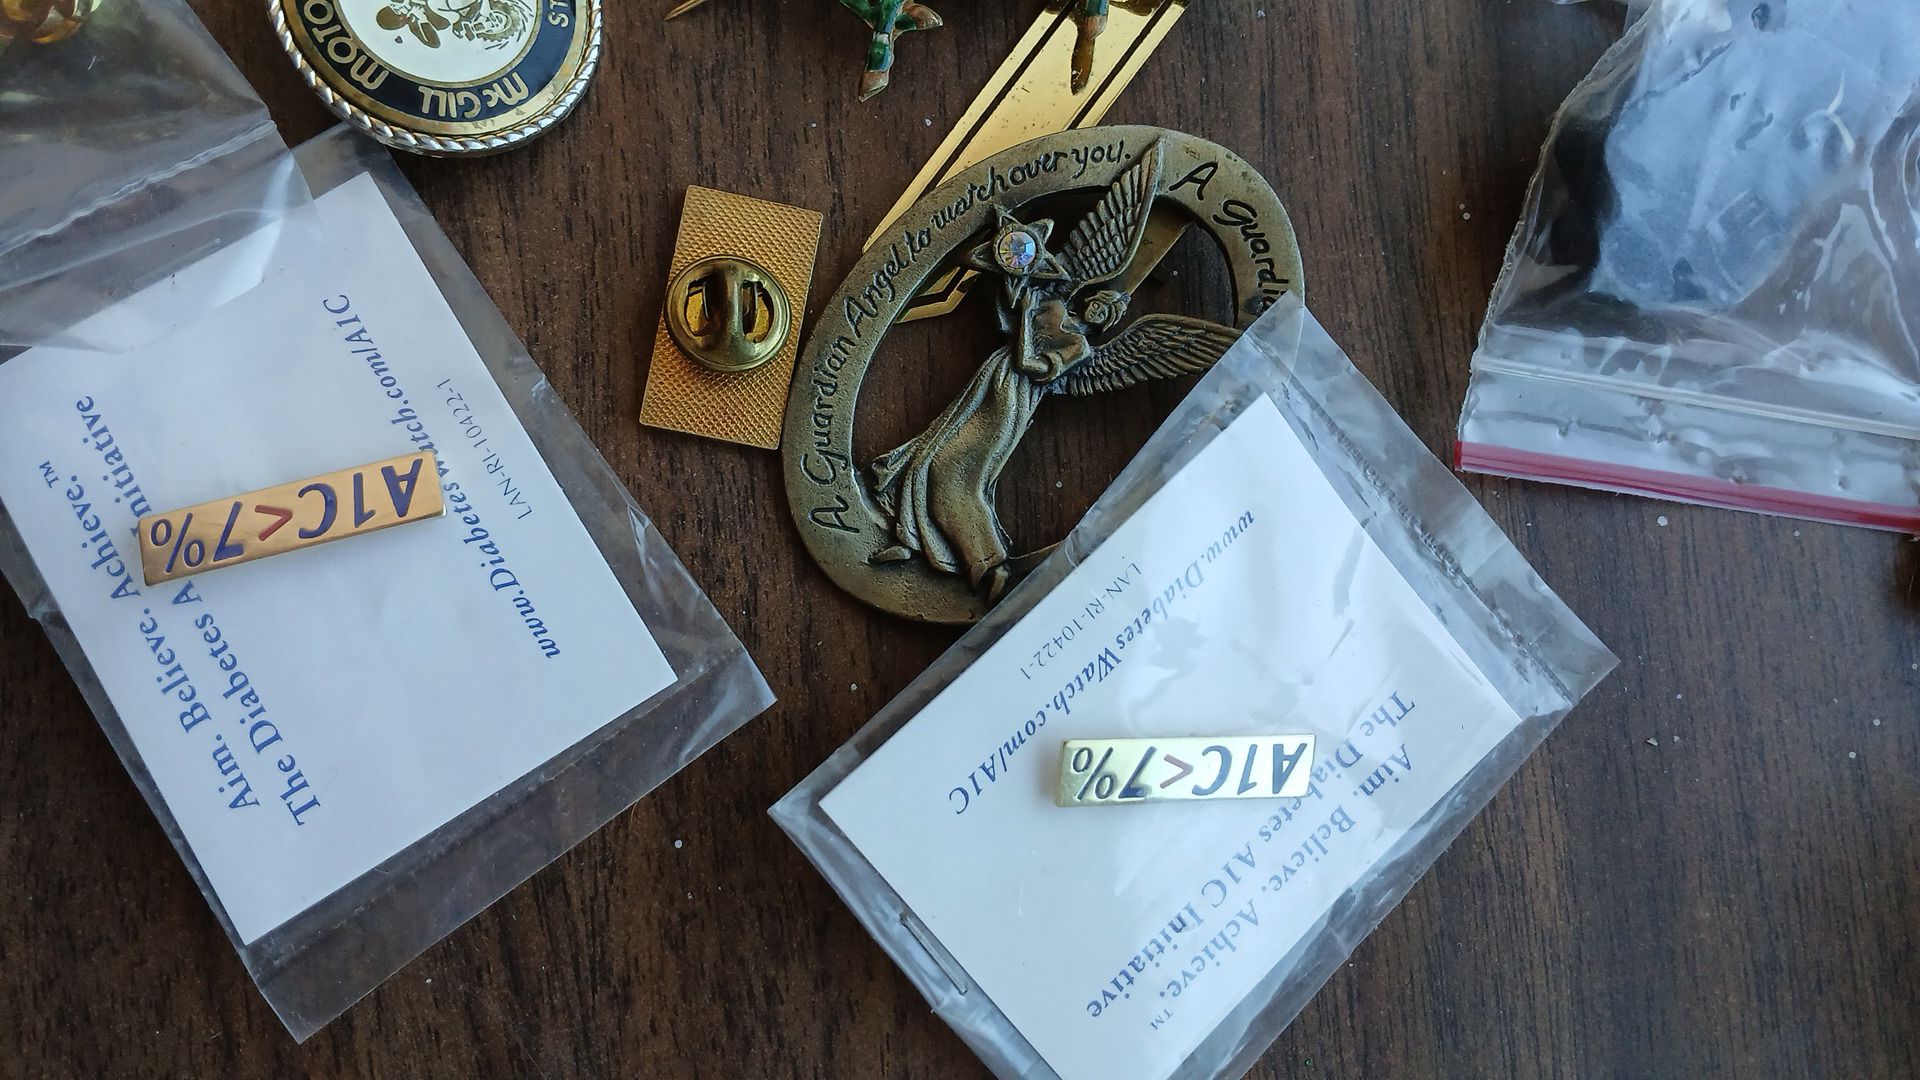 McGILL
MOTO
ST
A Guardian Angel to watch over you.
A guardi
A1C<7%
Aim. Believe. Achieve.™
The Diabetes A
Initiative
www.DiabetesWatch.com/A1C
LAN-RI-10422-1
A1C<7%
Aim. Believe. Achieve.™
The Diabetes A1C Initiative
www.DiabetesWatch.com/A1C
LAN-RI-10422-1